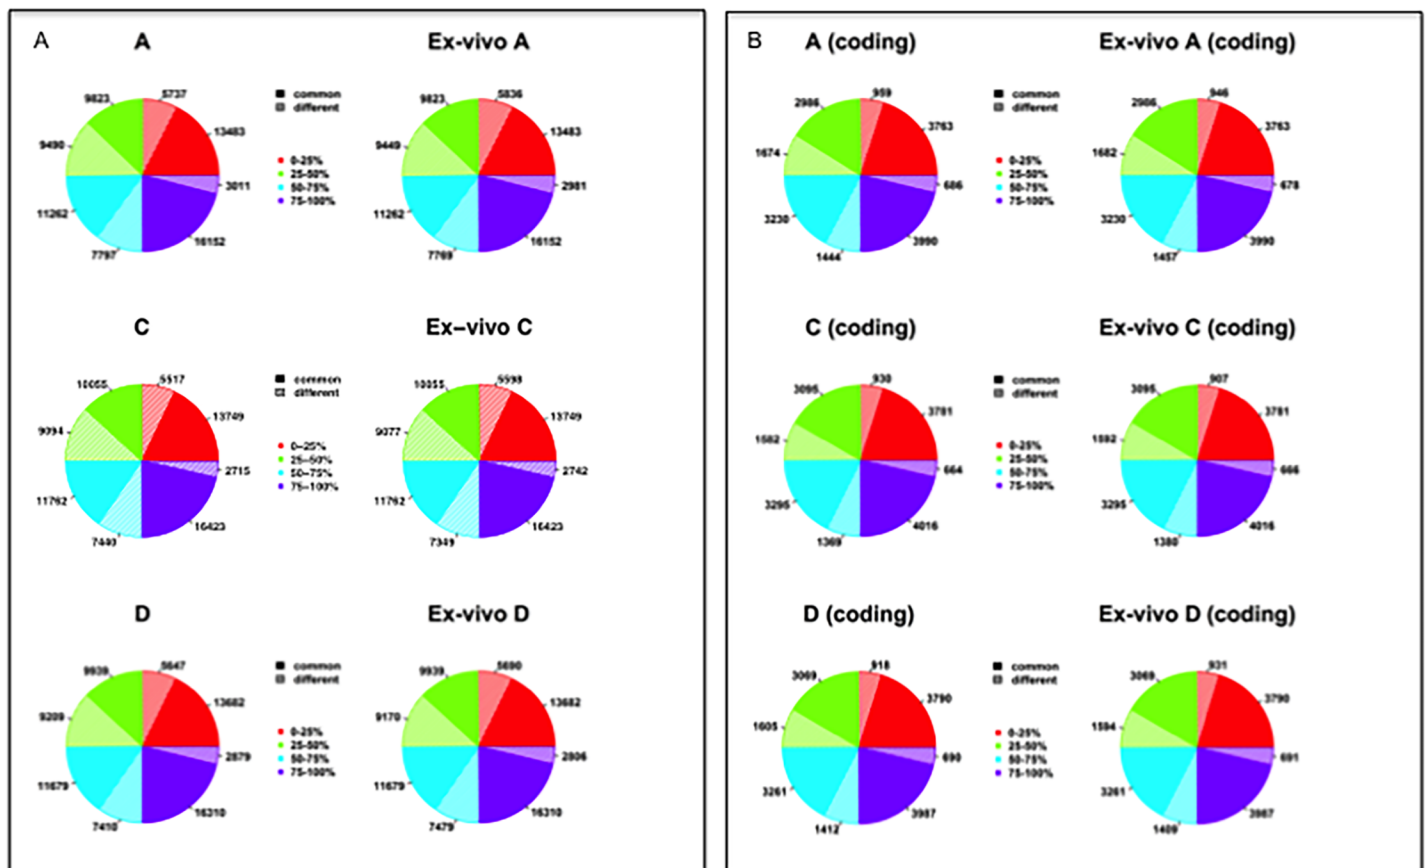 A A Ex-vivo A
9823 5737 common 9823 5836
different
9490 13483 9449 13483
0-25%
25-50%
3011 50-75% 2981
75-100%
11262 11262
16152 16152
7797 7769
C Ex–vivo C
10055 5517 common 10055 5598
different
13749 13749
9094 9077
0–25%
25–50%
2715 50–75% 2742
75–100%
11762 11762
16423 16423
7440 7349
D Ex-vivo D
9939 5647 common 9939 5690
different
13682 13682
9209 9170
0-25%
25-50%
2879 50-75% 2806
75-100%
11679 11679
16310 16310
7410 7479
B A (coding) Ex-vivo A (coding)
2986 959 common 2986 946
different
3763 3763
1674 1682
0-25%
25-50%
686 50-75% 678
75-100%
3230 3230
3990 3990
1444 1457
C (coding) Ex-vivo C (coding)
3095 930 common 3095 907
different
3781 3781
1582 1592
0-25%
25-50%
664 50-75% 666
75-100%
3295 3295
4016 4016
1369 1380
D (coding) Ex-vivo D (coding)
3069 918 common 3069 931
different
3790 3790
1605 1594
0-25%
25-50%
690 50-75% 691
75-100%
3261 3261
3987 3987
1412 1409